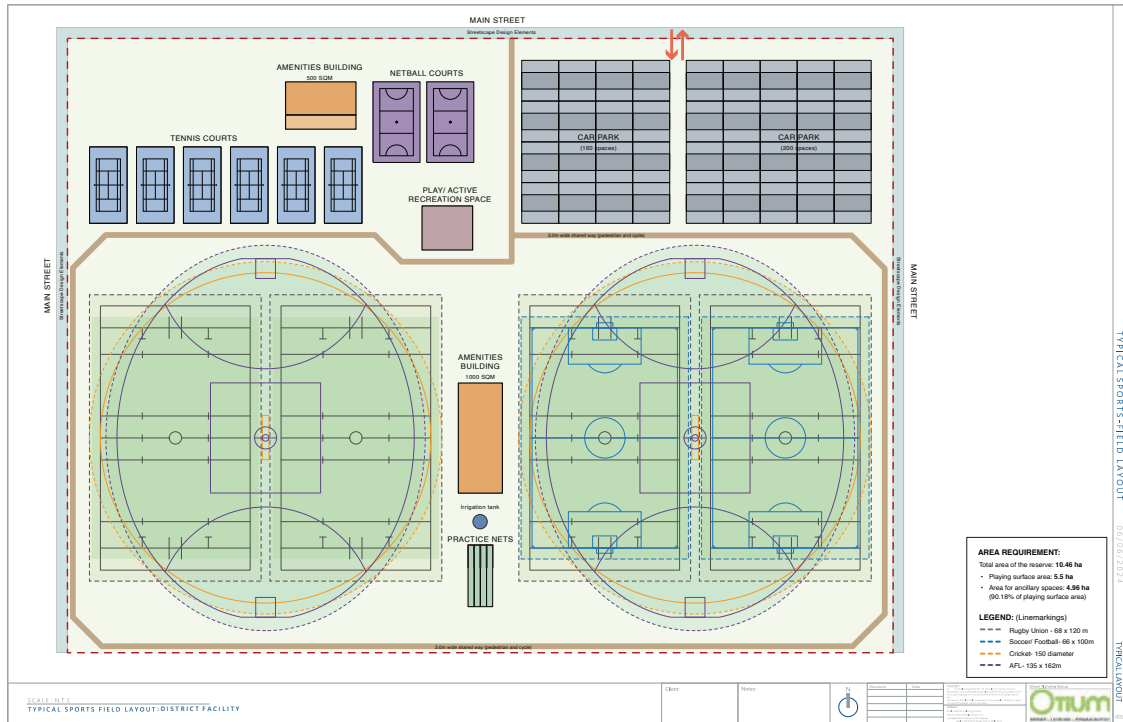 MAIN STREET
Streetscape Design Elements
AMENITIES BUILDING
500 SQM
NETBALL COURTS
TENNIS COURTS
CAR PARK
(160 spaces)
CAR PARK
(200 spaces)
PLAY/ ACTIVE
RECREATION SPACE
3.0m wide shared way (pedestrian and cycle)
MAIN STREET
Streetscape Design Elements
Streetscape Design Elements
MAIN STREET
AMENITIES
BUILDING
1000 SQM
Irrigation tank
PRACTICE NETS
3.0m wide shared way (pedestrian and cycle)
AREA REQUIREMENT:
Total area of the reserve: 10.46 ha
• Playing surface area: 5.5 ha
• Area for ancillary spaces: 4.96 ha
(90.18% of playing surface area)
LEGEND: (Linemarkings)
Rugby Union - 68 x 120 m
Soccer/ Football- 66 x 100m
Cricket- 150 diameter
AFL- 135 x 162m
TYPICAL SPORTS-FIELD LAYOUT
06/06/2024
TYPICAL LAYOUT
SCALE: N.T.S
TYPICAL SPORTS FIELD LAYOUT: DISTRICT FACILITY
Client
Notes
N
Date
OTIUM